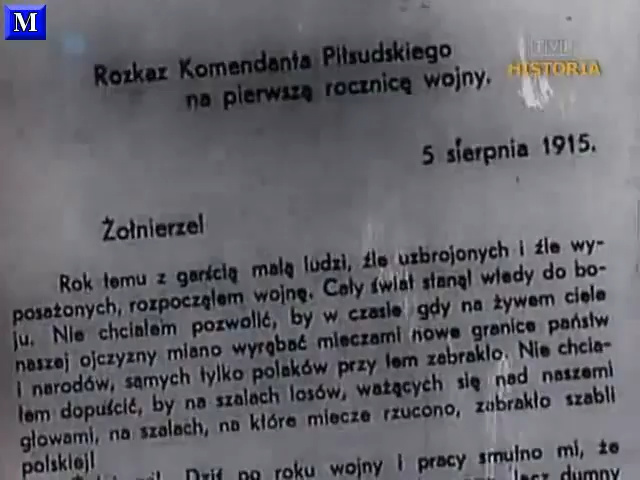 M
TVP
HISTORIA
Rozkaz Komendanta Piłsudskiego
na pierwszą rocznicę wojny.
5 sierpnia 1915.
Żołnierze!
Rok temu z garścią małą ludzi, źle uzbrojonych i źle wy-
posażonych, rozpocząłem wojnę. Cały świat stanął wtedy do bo-
ju. Nie chciałem pozwolić, by w czasie gdy na żywem ciele
naszej ojczyzny miano wyrąbać mieczami nowe granice państw
i narodów, samych tylko polaków przy tem zabrakło. Nie chcia-
łem dopuścić, by na szalach losów, ważących się nad naszemi
głowami, na szalach, na które miecze rzucono, zabrakło szabli
polskiej!
Dziś po roku wojny i pracy smutno mi, że
lecz dumny